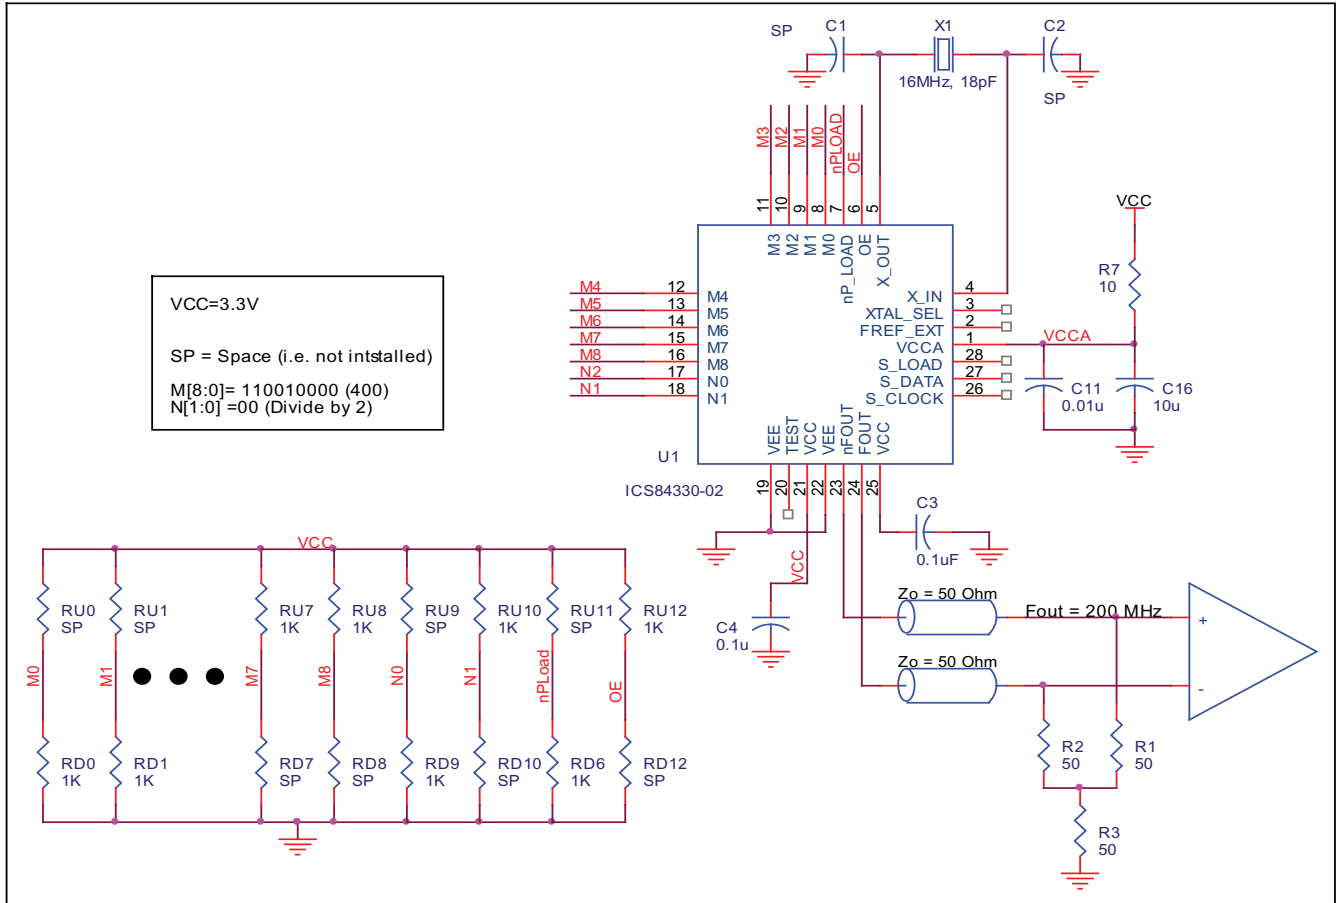 SP
C1
X1
C2
16MHz, 18pF
SP
M3
M2
M1
M0
nPLOAD
OE
11
10
9
8
7
6
5
M3
M2
M1
M0
nP_LOAD
OE
X_OUT
VCC
R7
10
M4 12 M4
M5 13 M5
M6 14 M6
M7 15 M7
M8 16 M8
N2 17 N0
N1 18 N1
X_IN 4
XTAL_SEL 3
FREF_EXT 2
VCCA 1 VCCA
S_LOAD 28
S_DATA 27
S_CLOCK 26
C11
0.01u
C16
10u
VCC=3.3V
SP = Space (i.e. not intstalled)
M[8:0]= 110010000 (400)
N[1:0] =00 (Divide by 2)
VEE
TEST
VCC
VEE
nFOUT
FOUT
VCC
U1
ICS84330-02
19
20
21
22
23
24
25
C3
0.1uF
VCC
C4
0.1u
Zo = 50 Ohm
Fout = 200 MHz
Zo = 50 Ohm
+
-
R2
50
R1
50
R3
50
VCC
RU0
SP
RU1
SP
RU7
1K
RU8
1K
RU9
SP
RU10
1K
RU11
SP
RU12
1K
M0
M1
M7
M8
N0
N1
nPLoad
OE
RD0
1K
RD1
1K
RD7
SP
RD8
SP
RD9
1K
RD10
SP
RD6
1K
RD12
SP